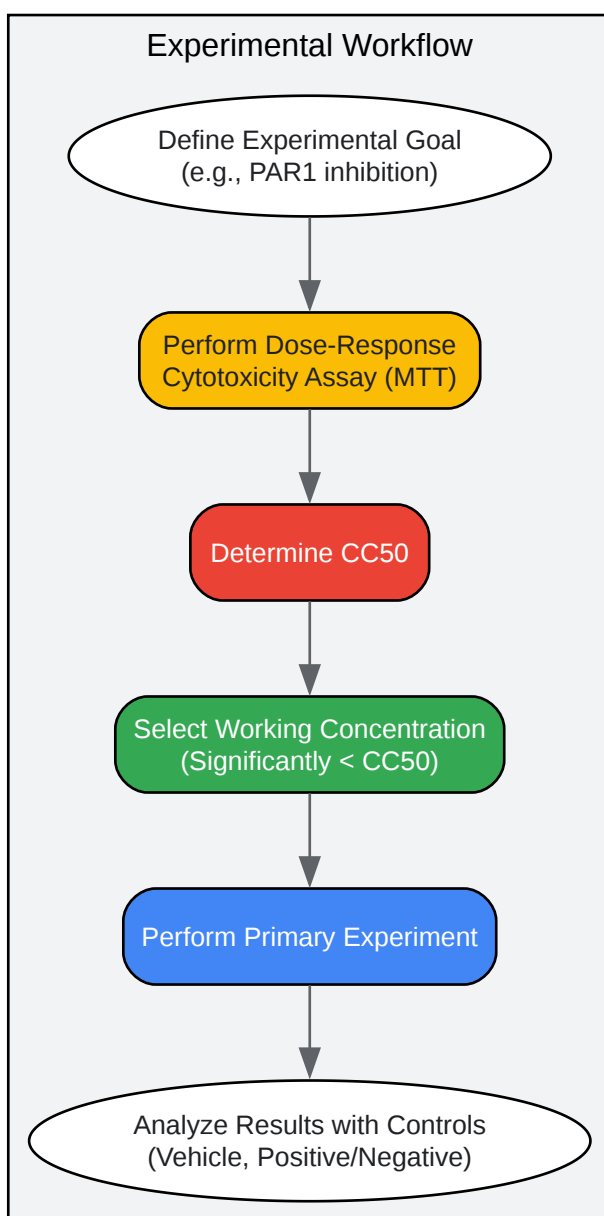 Experimental Workflow
Define Experimental Goal
(e.g., PAR1 inhibition)
Perform Dose-Response
Cytotoxicity Assay (MTT)
Determine CC50
Select Working Concentration
(Significantly < CC50)
Perform Primary Experiment
Analyze Results with Controls
(Vehicle, Positive/Negative)